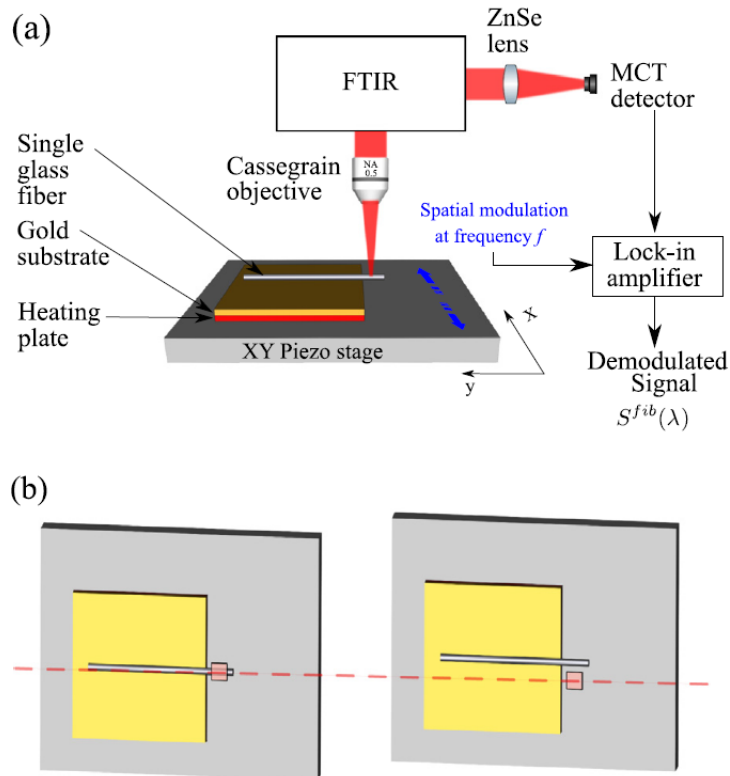 (a)
ZnSe
lens
FTIR
MCT
detector
Single
glass
fiber
Cassegrain
objective
NA
0.5
Spatial modulation
at frequency f
Gold
substrate
Lock-in
amplifier
Heating
plate
XY Piezo stage
X
y
Demodulated
Signal
S^{fib}(λ)
(b)